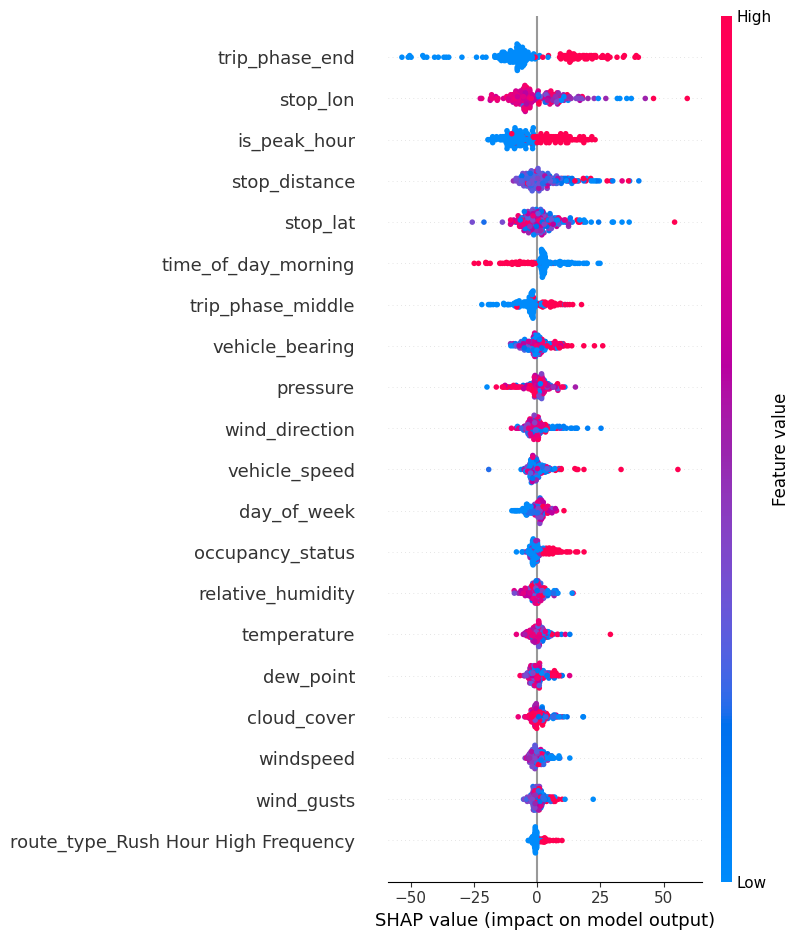 High
trip_phase_end
stop_lon
is_peak_hour
stop_distance
stop_lat
time_of_day_morning
trip_phase_middle
vehicle_bearing
pressure
wind_direction
vehicle_speed
day_of_week
occupancy_status
relative_humidity
temperature
dew_point
cloud_cover
windspeed
wind_gusts
route_type_Rush Hour High Frequency
Feature value
Low
−50 −25 0 25 50
SHAP value (impact on model output)